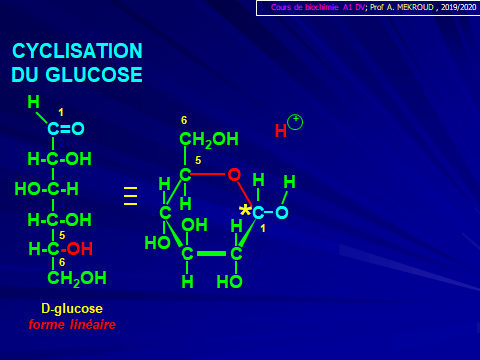 Cours de biochimie A1 DV; Prof A. MEKROUD , 2019/2020
CYCLISATION
DU GLUCOSE
H
1
C=O
H-C-OH
HO-C-H
H-C-OH
5
H-C-OH
6
CH2OH
D-glucose
forme linéaire
6
CH2OH
H +
5
C O
H H H
H
C * C-O
1
HO OH H
C C
H HO